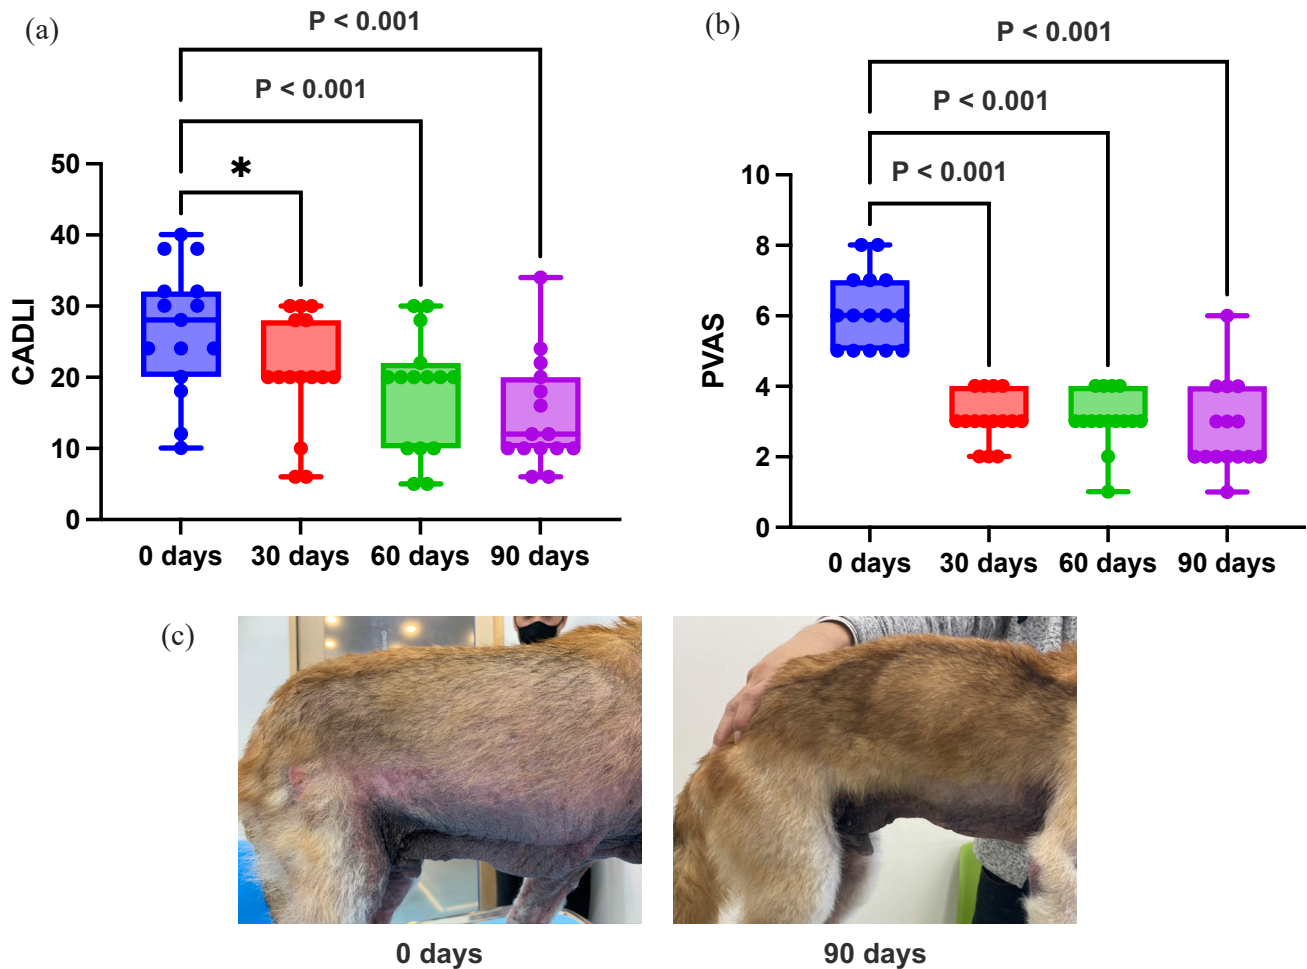 (a)
P < 0.001
P < 0.001
*
50
40
30
20
10
0
CADLI
0 days
30 days
60 days
90 days
(b)
P < 0.001
P < 0.001
P < 0.001
10
8
6
4
2
0
PVAS
0 days
30 days
60 days
90 days
(c)
0 days
90 days